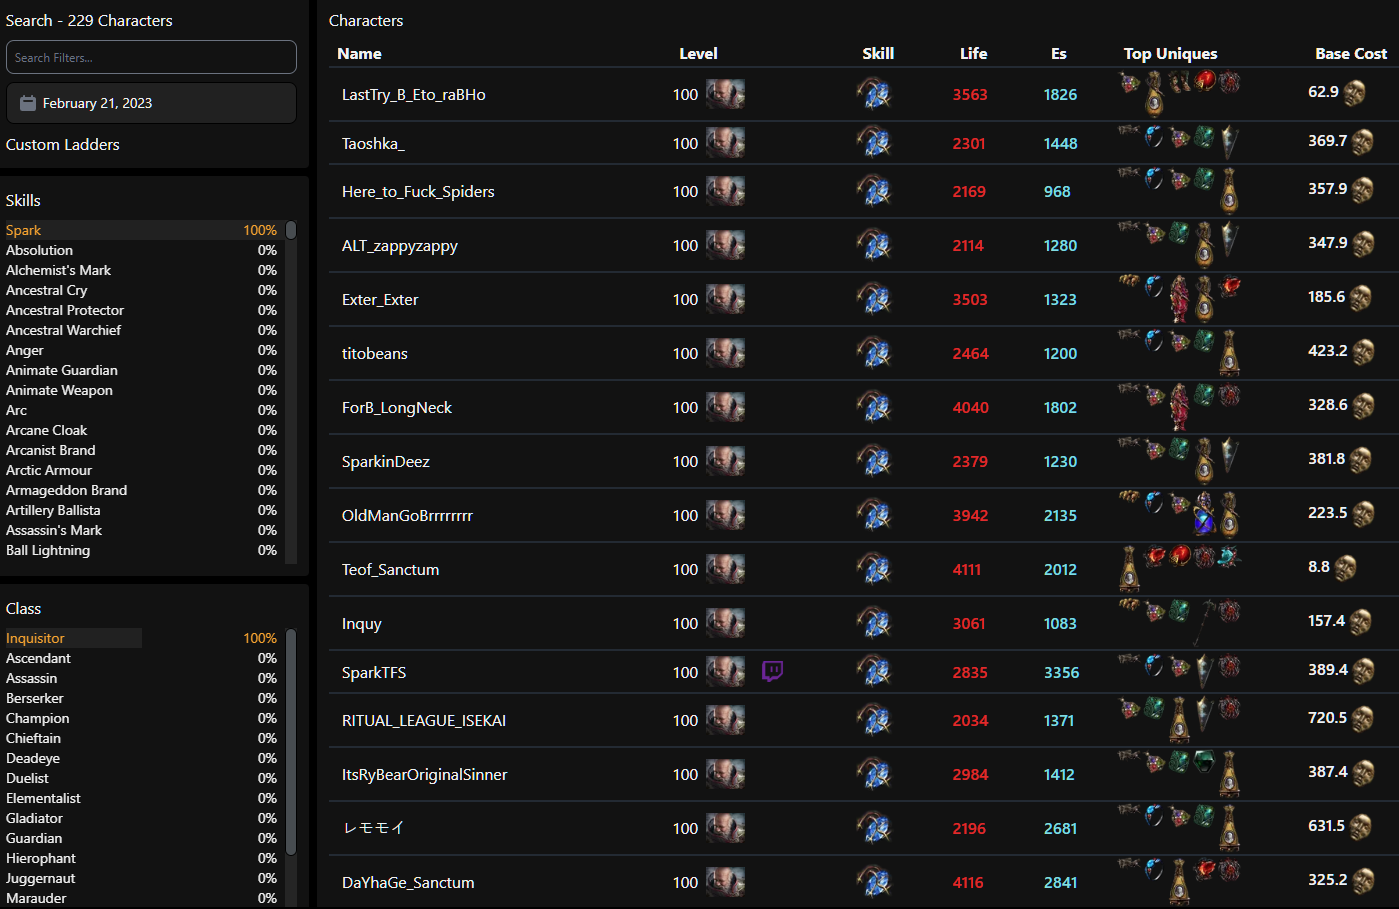 Search - 229 Characters
Search Filters...
February 21, 2023
Custom Ladders
Skills
Spark 100%
Absolution 0%
Alchemist's Mark 0%
Ancestral Cry 0%
Ancestral Protector 0%
Ancestral Warchief 0%
Anger 0%
Animate Guardian 0%
Animate Weapon 0%
Arc 0%
Arcane Cloak 0%
Arcanist Brand 0%
Arctic Armour 0%
Armageddon Brand 0%
Artillery Ballista 0%
Assassin's Mark 0%
Ball Lightning 0%
Class
Inquisitor 100%
Ascendant 0%
Assassin 0%
Berserker 0%
Champion 0%
Chieftain 0%
Deadeye 0%
Duelist 0%
Elementalist 0%
Gladiator 0%
Guardian 0%
Hierophant 0%
Juggernaut 0%
Marauder 0%
Characters
Name Level Skill Life Es Top Uniques Base Cost
LastTry_B_Eto_raBHo 100 3563 1826 62.9
Taoshka_ 100 2301 1448 369.7
Here_to_Fuck_Spiders 100 2169 968 357.9
ALT_zappyzappy 100 2114 1280 347.9
Exter_Exter 100 3503 1323 185.6
titobeans 100 2464 1200 423.2
ForB_LongNeck 100 4040 1802 328.6
SparkinDeez 100 2379 1230 381.8
OldManGoBrrrrrrrr 100 3942 2135 223.5
Teof_Sanctum 100 4111 2012 8.8
Inquy 100 3061 1083 157.4
SparkTFS 100 2835 3356 389.4
RITUAL_LEAGUE_ISEKAI 100 2034 1371 720.5
ItsRyBearOriginalSinner 100 2984 1412 387.4
レモモイ 100 2196 2681 631.5
DaYhaGe_Sanctum 100 4116 2841 325.2